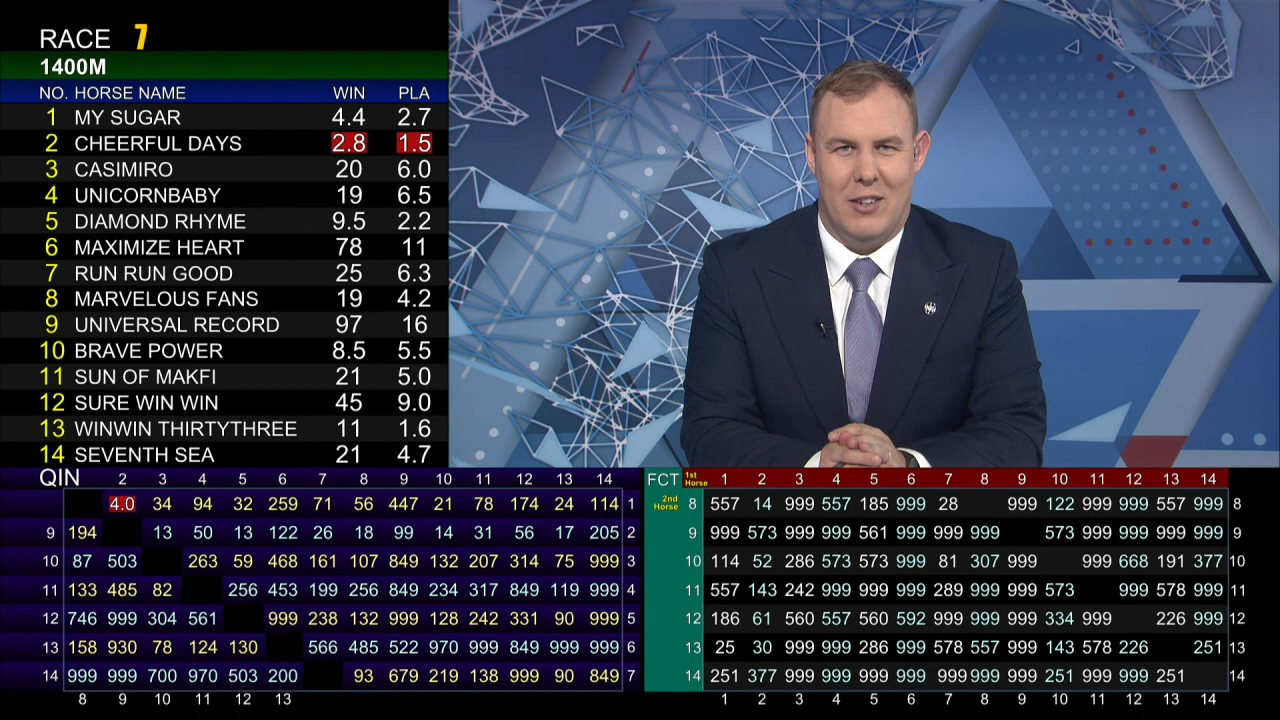 RACE 7
1400M
NO. HORSE NAME WIN PLA
1 MY SUGAR 4.4 2.7
2 CHEERFUL DAYS 2.8 1.5
3 CASIMIRO 20 6.0
4 UNICORNBABY 19 6.5
5 DIAMOND RHYME 9.5 2.2
6 MAXIMIZE HEART 78 11
7 RUN RUN GOOD 25 6.3
8 MARVELOUS FANS 19 4.2
9 UNIVERSAL RECORD 97 16
10 BRAVE POWER 8.5 5.5
11 SUN OF MAKFI 21 5.0
12 SURE WIN WIN 45 9.0
13 WINWIN THIRTYTHREE 11 1.6
14 SEVENTH SEA 21 4.7
QIN 2 3 4 5 6 7 8 9 10 11 12 13 14
4.0 34 94 32 259 71 56 447 21 78 174 24 114 1
9 194 13 50 13 122 26 18 99 14 31 56 17 205 2
10 87 503 263 59 468 161 107 849 132 207 314 75 999 3
11 133 485 82 256 453 199 256 849 234 317 849 119 999 4
12 746 999 304 561 999 238 132 999 128 242 331 90 999 5
13 158 930 78 124 130 566 485 522 970 999 849 999 999 6
14 999 999 700 970 503 200 93 679 219 138 999 90 849 7
8 9 10 11 12 13
FCT 1st Horse 1 2 3 4 5 6 7 8 9 10 11 12 13 14
2nd Horse 8 557 14 999 557 185 999 28 999 122 999 999 557 999 8
9 999 573 999 999 561 999 999 999 573 999 999 999 999 9
10 114 52 286 573 573 999 81 307 999 999 668 191 377 10
11 557 143 242 999 999 999 289 999 999 573 999 578 999 11
12 186 61 560 557 560 592 999 999 999 334 999 226 999 12
13 25 30 999 999 286 999 578 557 999 143 578 226 251 13
14 251 377 999 999 999 999 999 999 999 251 999 999 251 14
1 2 3 4 5 6 7 8 9 10 11 12 13 14